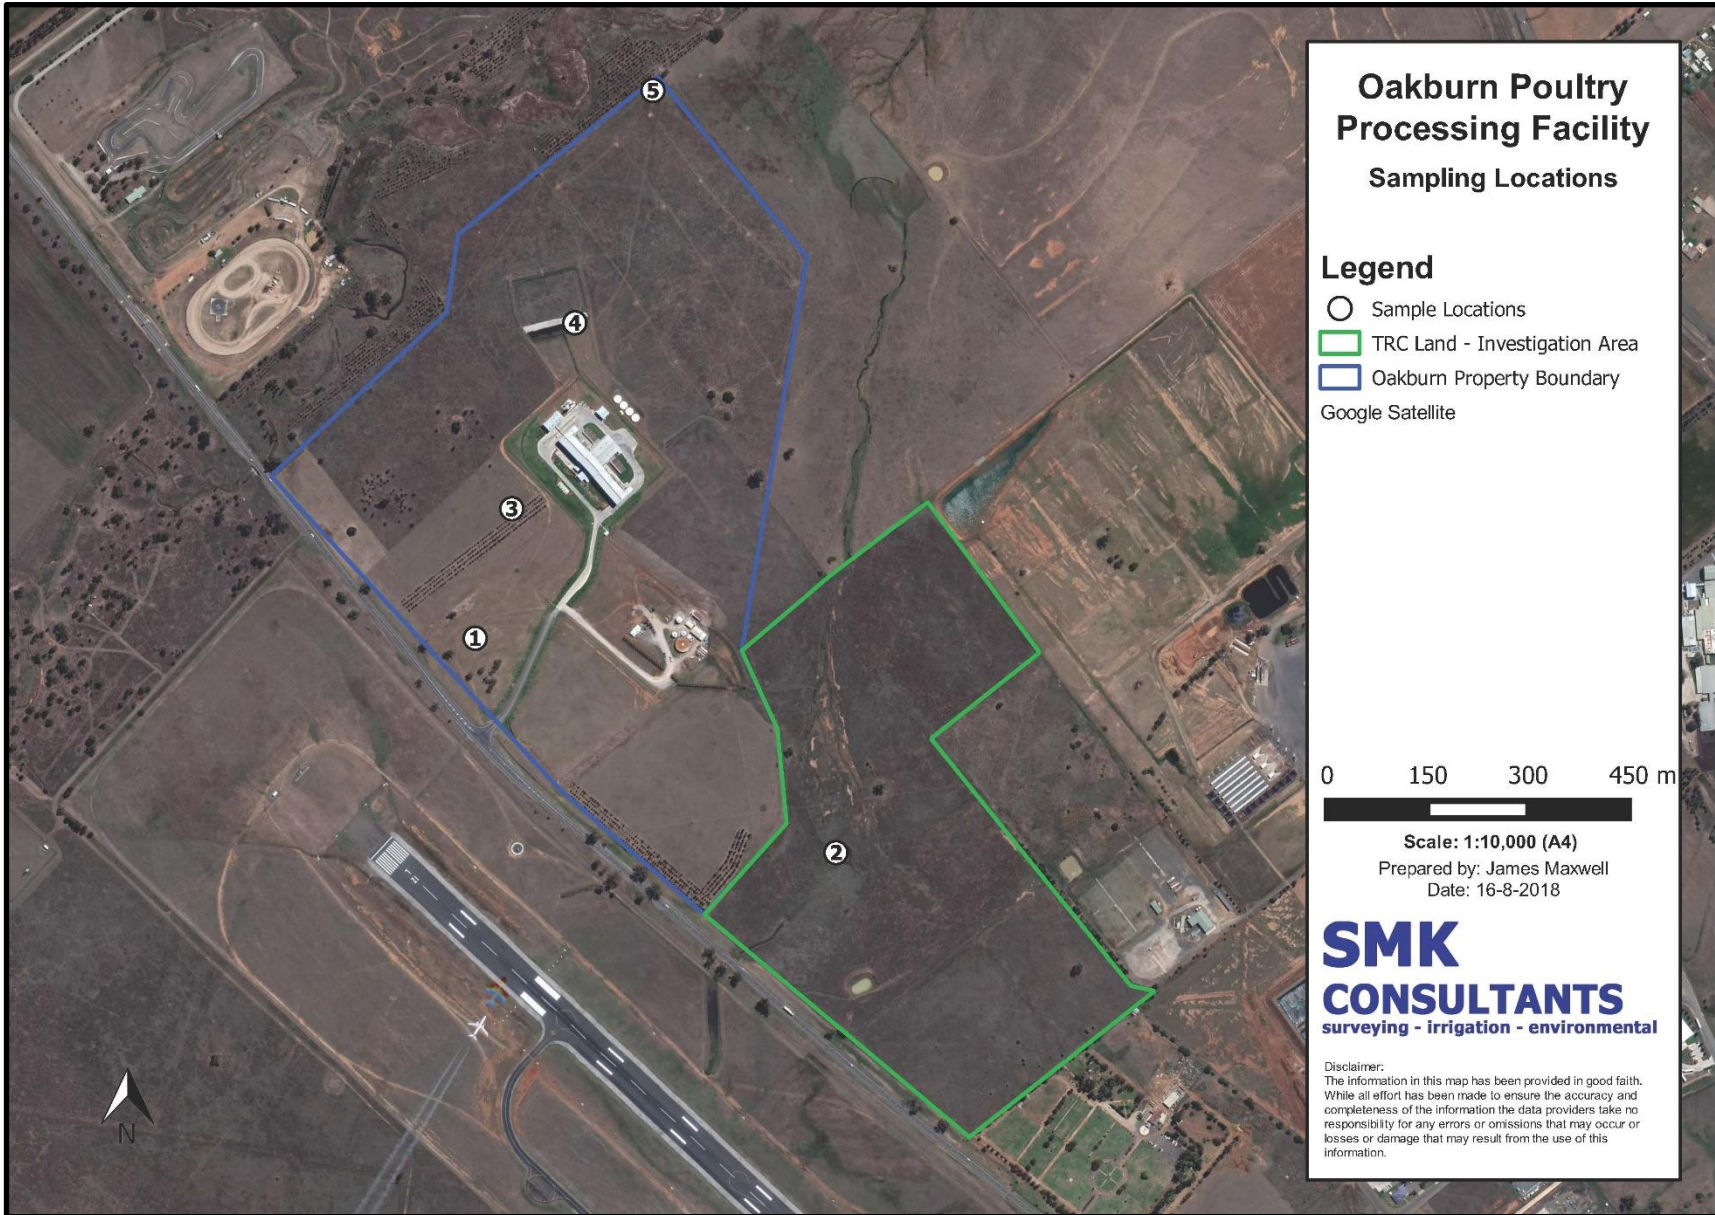 Oakburn Poultry
Processing Facility
Sampling Locations
Legend
Sample Locations
TRC Land - Investigation Area
Oakburn Property Boundary
Google Satellite
0 150 300 450 m
Scale: 1:10,000 (A4)
Prepared by: James Maxwell
Date: 16-8-2018
SMK
CONSULTANTS
surveying - irrigation - environmental
Disclaimer:
The information in this map has been provided in good faith.
While all effort has been made to ensure the accuracy and
completeness of the information the data providers take no
responsibility for any errors or omissions that may occur or
losses or damage that may result from the use of this
information.
5
4
3
1
2
N